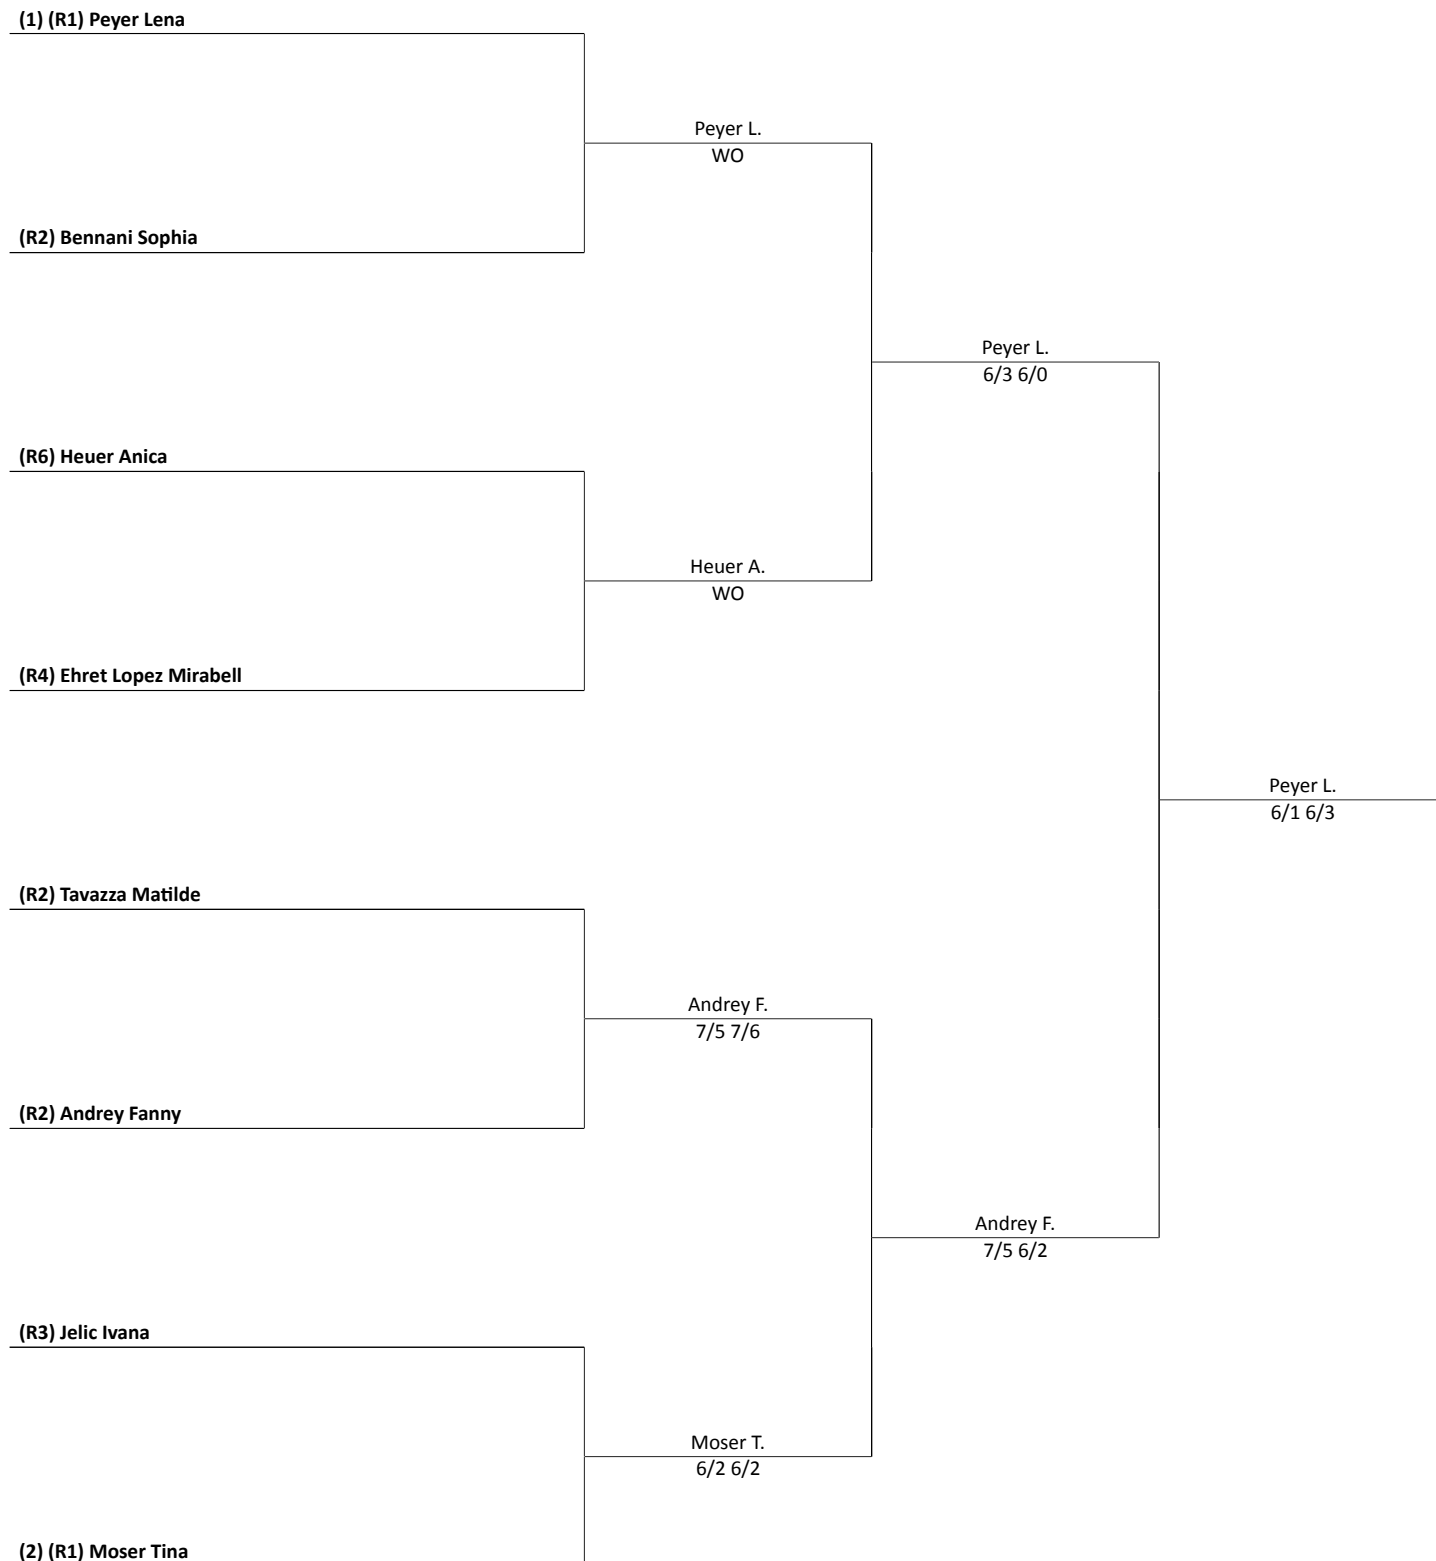 (1) (R1) Peyer Lena
Peyer L.
WO
(R2) Bennani Sophia
Peyer L.
6/3 6/0
(R6) Heuer Anica
Heuer A.
WO
(R4) Ehret Lopez Mirabell
Peyer L.
6/1 6/3
(R2) Tavazza Matilde
Andrey F.
7/5 7/6
(R2) Andrey Fanny
Andrey F.
7/5 6/2
(R3) Jelic Ivana
Moser T.
6/2 6/2
(2) (R1) Moser Tina